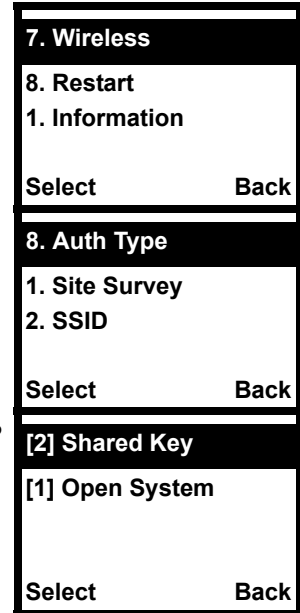 7. Wireless
8. Restart
1. Information
Select Back
8. Auth Type
1. Site Survey
2. SSID
Select Back
[2] Shared Key
[1] Open System
Select Back